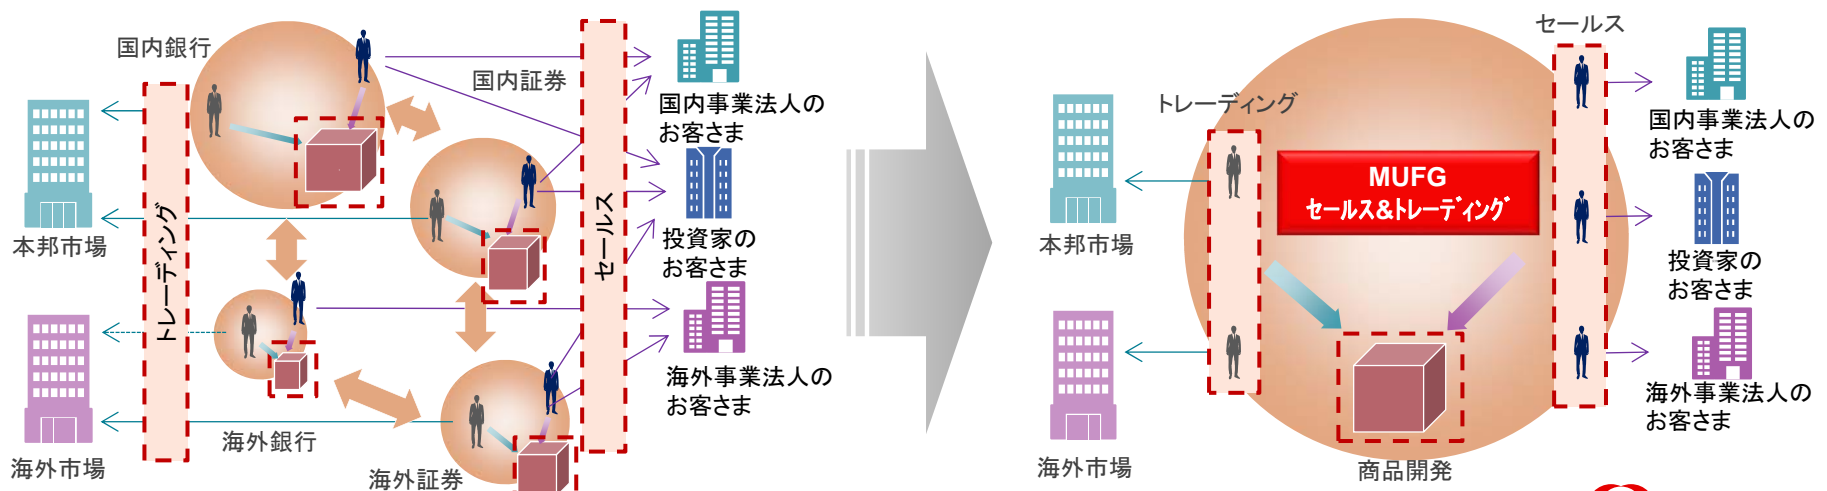 国内銀行
国内証券
国内事業法人の
お客さま
トレーディング
セールス
本邦市場
投資家の
お客さま
海外事業法人の
お客さま
海外市場
海外銀行
海外証券
セールス
トレーディング
国内事業法人の
お客さま
MUFG
ｾｰﾙｽ&ﾄﾚｰﾃﾞｨﾝｸﾞ
本邦市場
投資家の
お客さま
海外事業法人の
お客さま
海外市場
商品開発